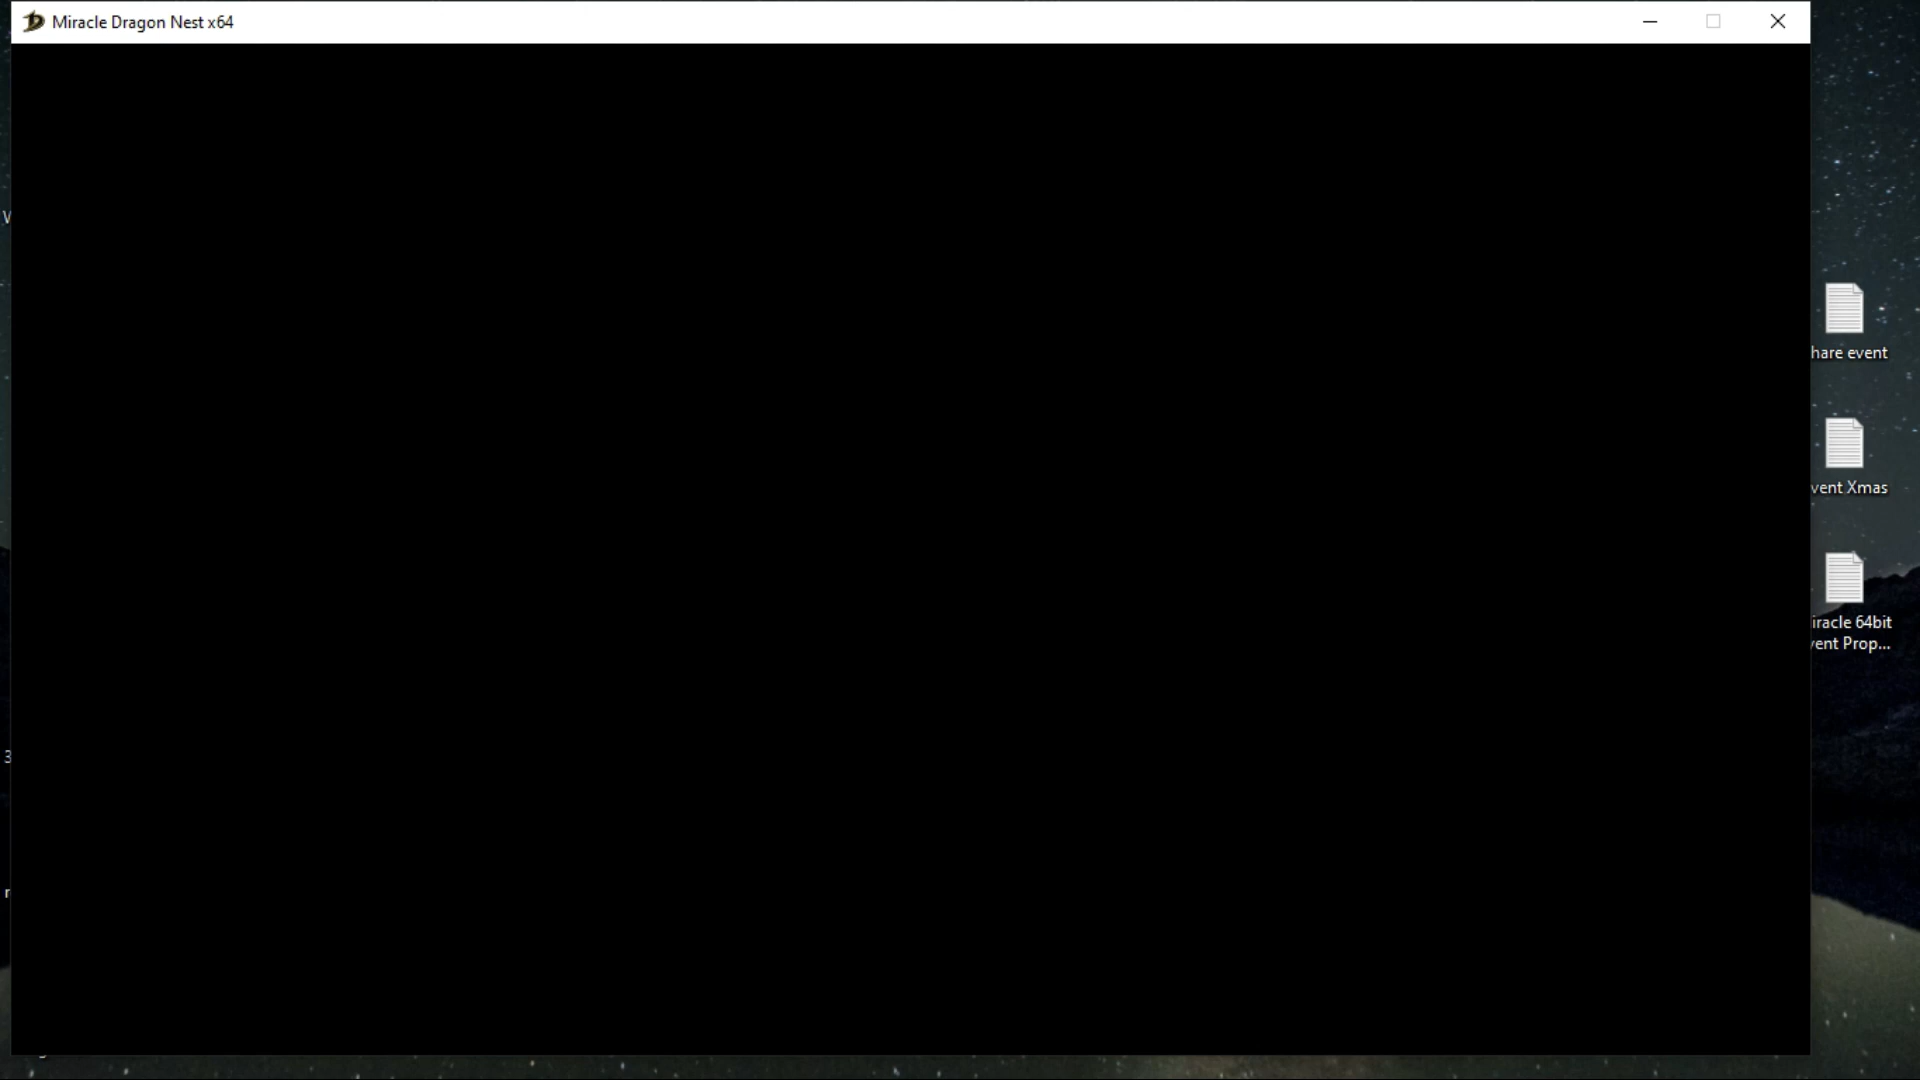 Miracle Dragon Nest x64
hare event
vent Xmas
iracle 64bit
vent Prop...